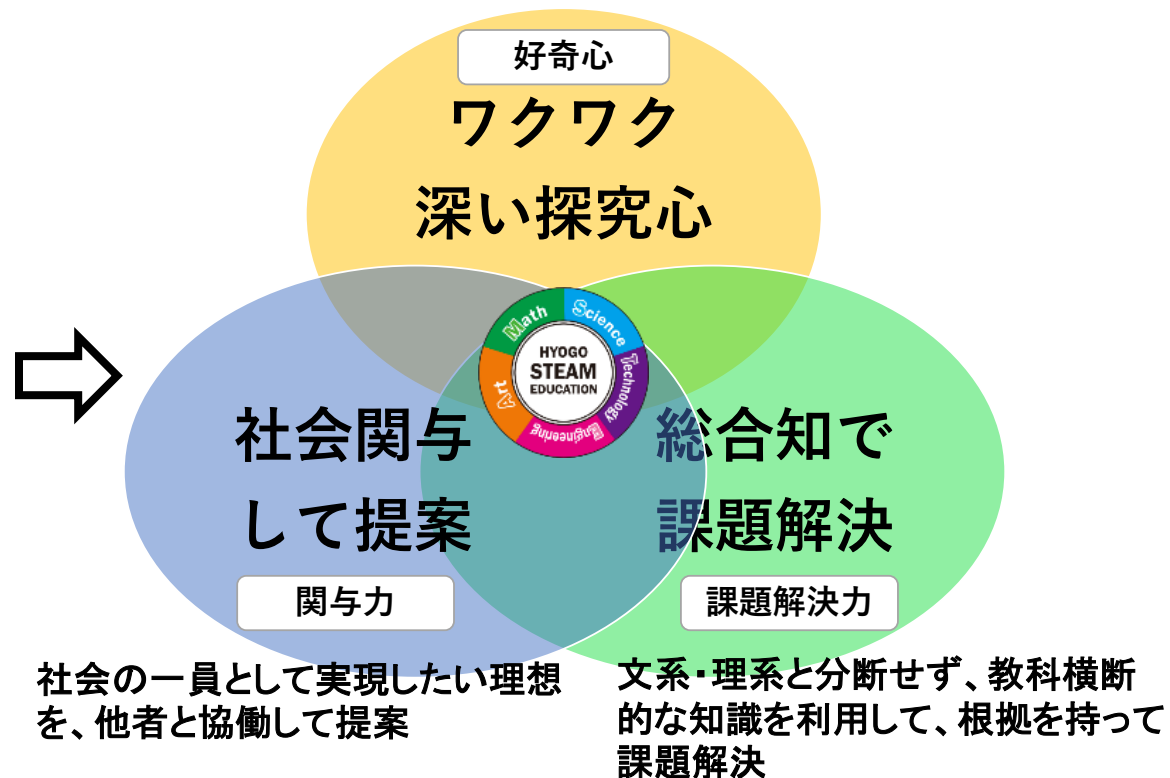 好奇心
ワクワク
深い探究心
Math
Science
Technology
Engineering
Art
HYOGO
STEAM
EDUCATION
社会関与
して提案
関与力
総合知で
課題解決
課題解決力
社会の一員として実現したい理想
を、他者と協働して提案
文系・理系と分断せず、教科横断
的な知識を利用して、根拠を持って
課題解決